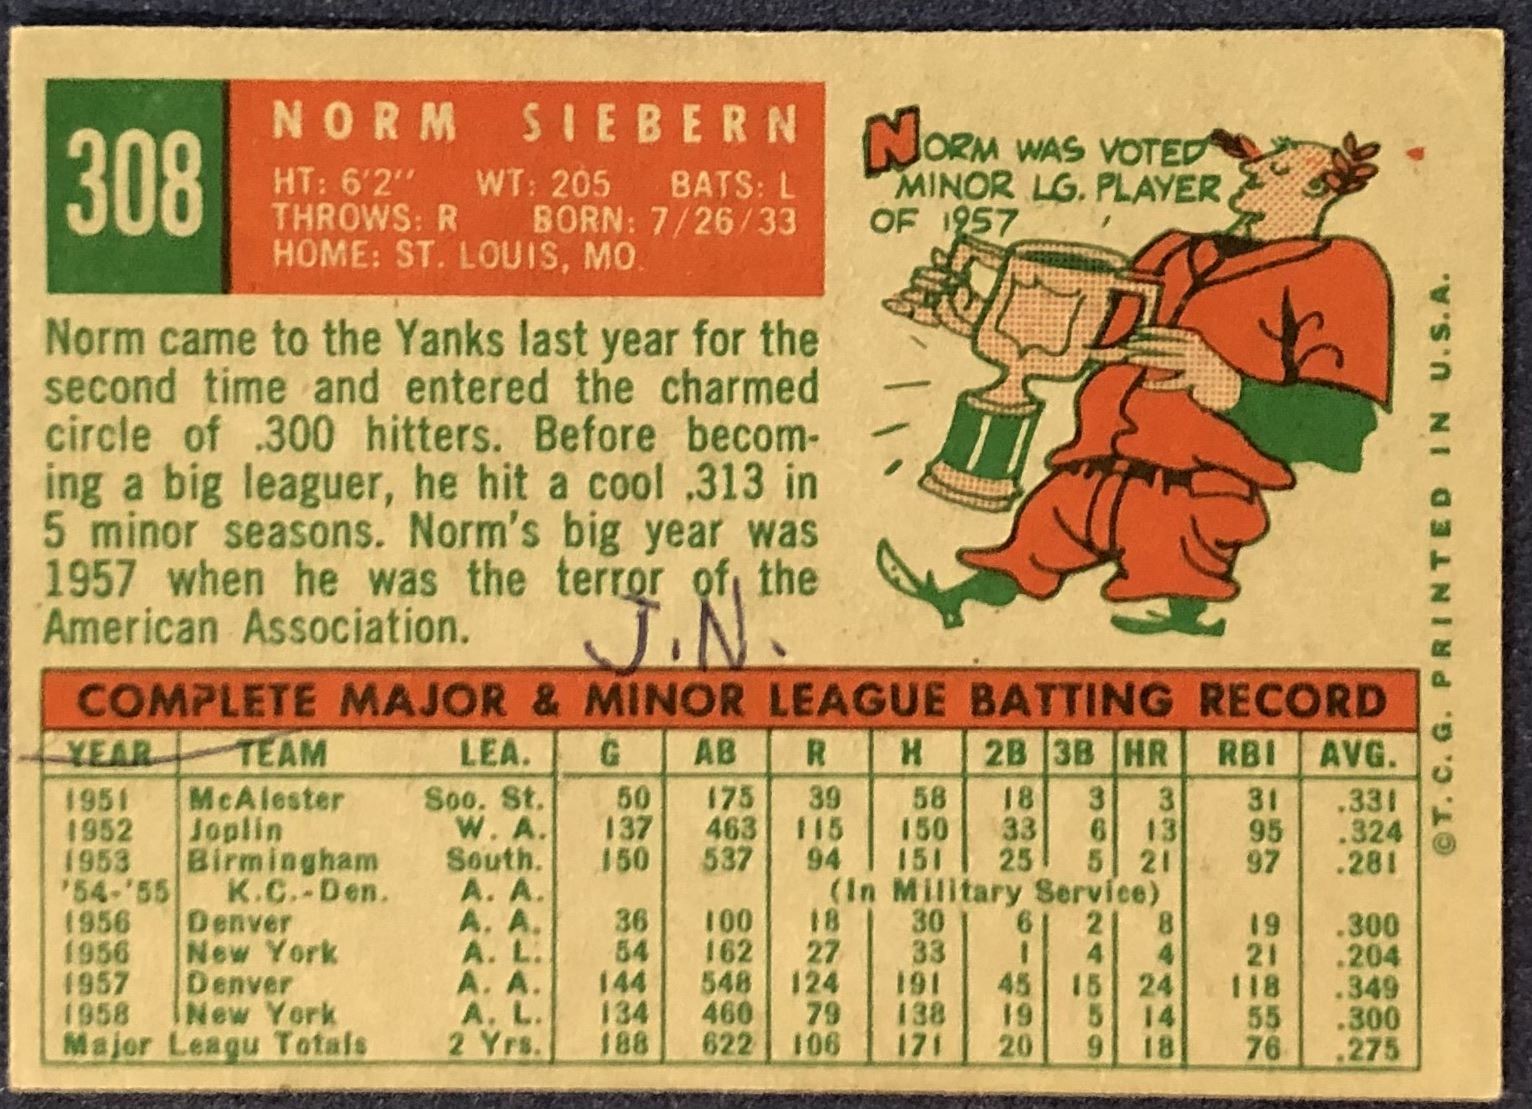 308
NORM SIEBERN
HT: 6'2" WT: 205 BATS: L
THROWS: R BORN: 7/26/33
HOME: ST. LOUIS, MO.
NORM WAS VOTED
MINOR LG. PLAYER
OF 1957
Norm came to the Yanks last year for the
second time and entered the charmed
circle of .300 hitters. Before becom-
ing a big leaguer, he hit a cool .313 in
5 minor seasons. Norm's big year was
1957 when he was the terror of the
American Association.
J.N.
COMPLETE MAJOR & MINOR LEAGUE BATTING RECORD
YEAR TEAM LEA. G AB R H 2B 3B HR RBI AVG.
1951 McAlester Soo. St. 50 175 39 58 18 3 3 31 .331
1952 Joplin W. A. 137 463 115 150 33 6 13 95 .324
1953 Birmingham South. 150 537 94 151 25 5 21 97 .281
'54-'55 K.C.-Den. A. A. (In Military Service)
1956 Denver A. A. 36 100 18 30 6 2 8 19 .300
1956 New York A. L. 54 162 27 33 1 4 4 21 .204
1957 Denver A. A. 144 548 124 191 45 15 24 118 .349
1958 New York A. L. 134 460 79 138 19 5 14 55 .300
Major Leagu Totals 2 Yrs. 188 622 106 171 20 9 18 76 .275
©T.C.G. PRINTED IN U.S.A.